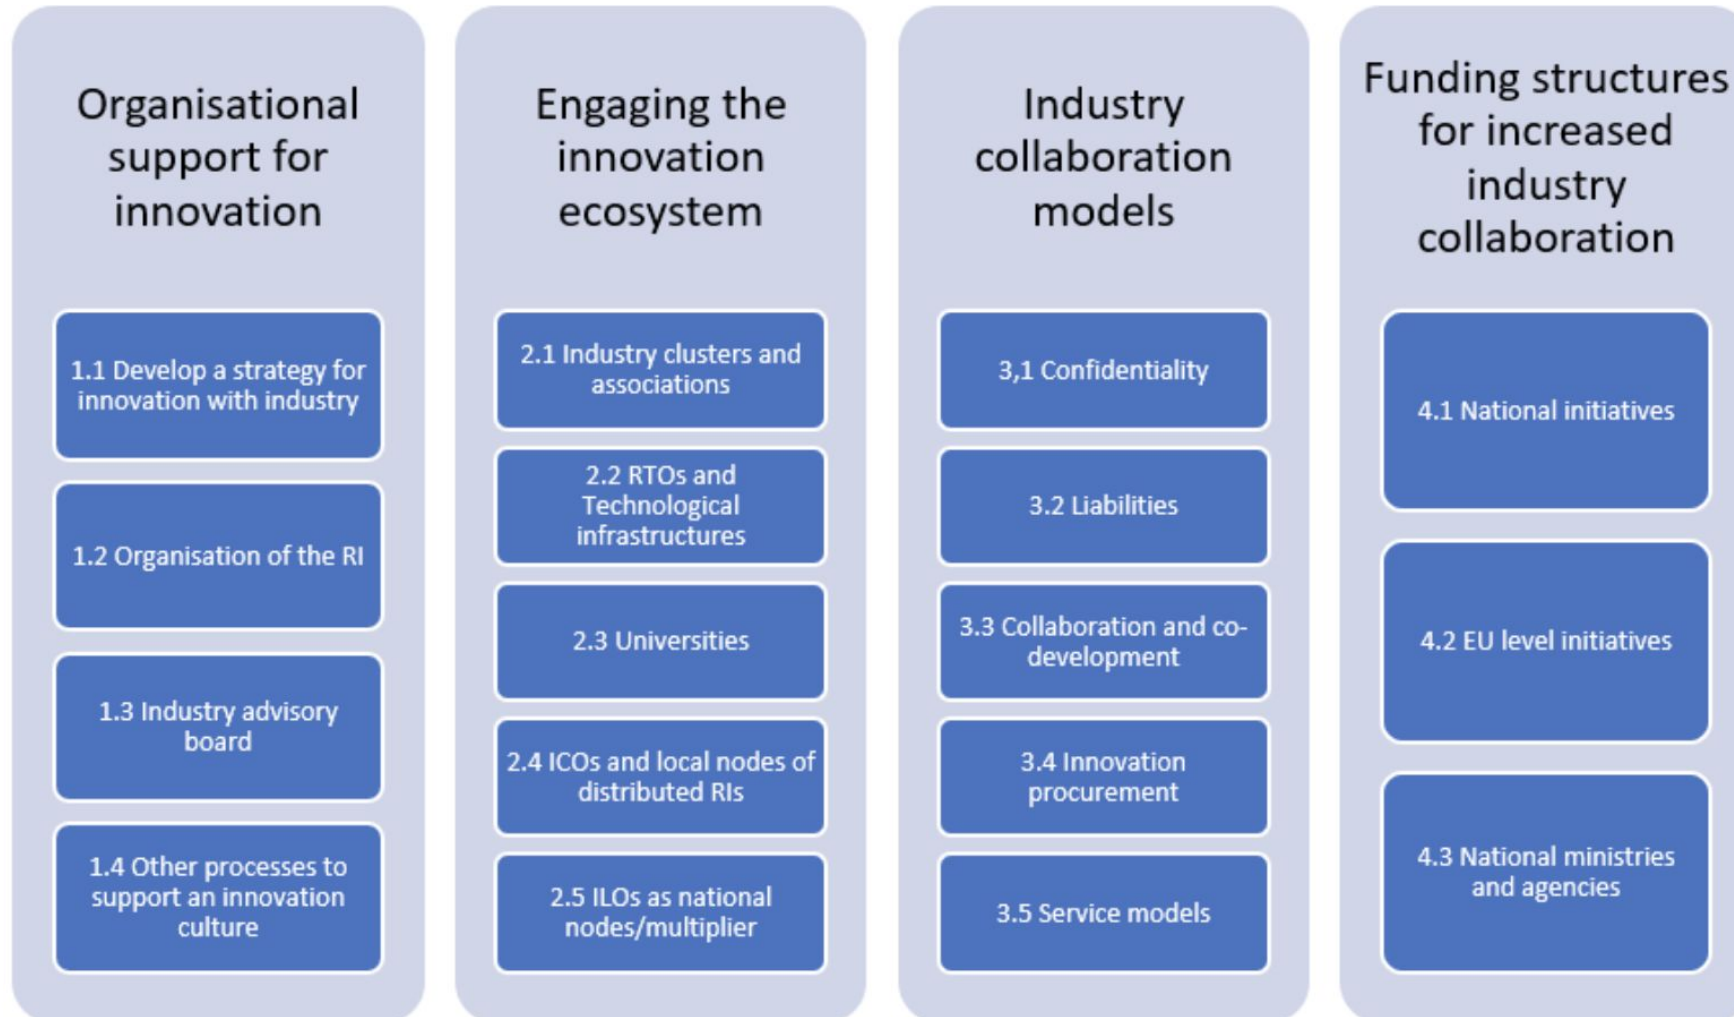 Organisational
support for
innovation
1.1 Develop a strategy for
innovation with industry
1.2 Organisation of the RI
1.3 Industry advisory
board
1.4 Other processes to
support an innovation
culture
Engaging the
innovation
ecosystem
2.1 Industry clusters and
associations
2.2 RTOs and
Technological
infrastructures
2.3 Universities
2.4 ICOs and local nodes of
distributed RIs
2.5 ILOs as national
nodes/multiplier
Industry
collaboration
models
3,1 Confidentiality
3.2 Liabilities
3.3 Collaboration and co-
development
3.4 Innovation
procurement
3.5 Service models
Funding structures
for increased
industry
collaboration
4.1 National initiatives
4.2 EU level initiatives
4.3 National ministries
and agencies